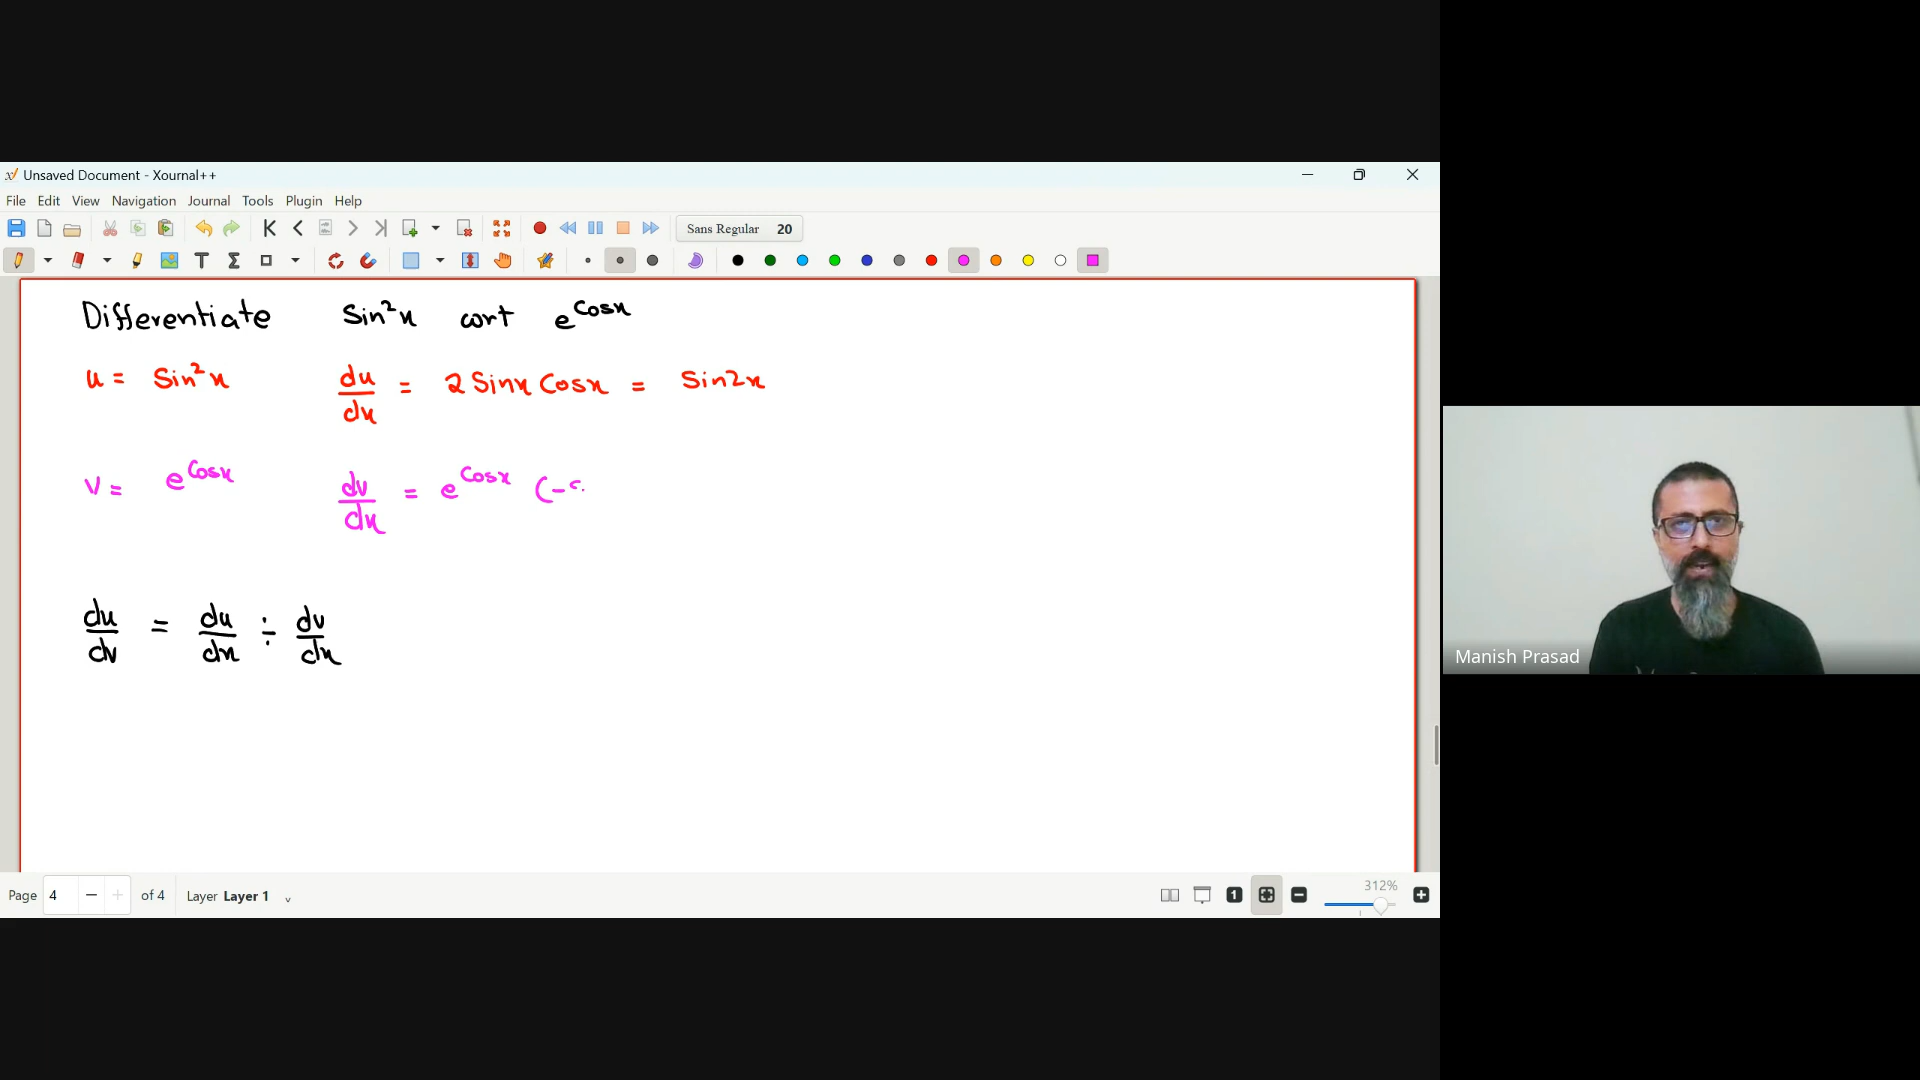 Unsaved Document - Xournal++
File Edit View Navigation Journal Tools Plugin Help
Sans Regular 20
Differentiate Sin²x wrt e^Cosx
u = Sin²x du/dx = 2 Sinx Cosx = Sin2x
v = e^Cosx dv/dx = e^Cosx (-
du/dv = du/dx ÷ dv/dx
Manish Prasad
Page 4 of 4 Layer Layer 1
312%